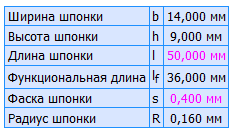 Ширина шпонки b 14,000 мм
Высота шпонки h 9,000 мм
Длина шпонки l 50,000 мм
Функциональная длина lf 36,000 мм
Фаска шпонки s 0,400 мм
Радиус шпонки R 0,160 мм